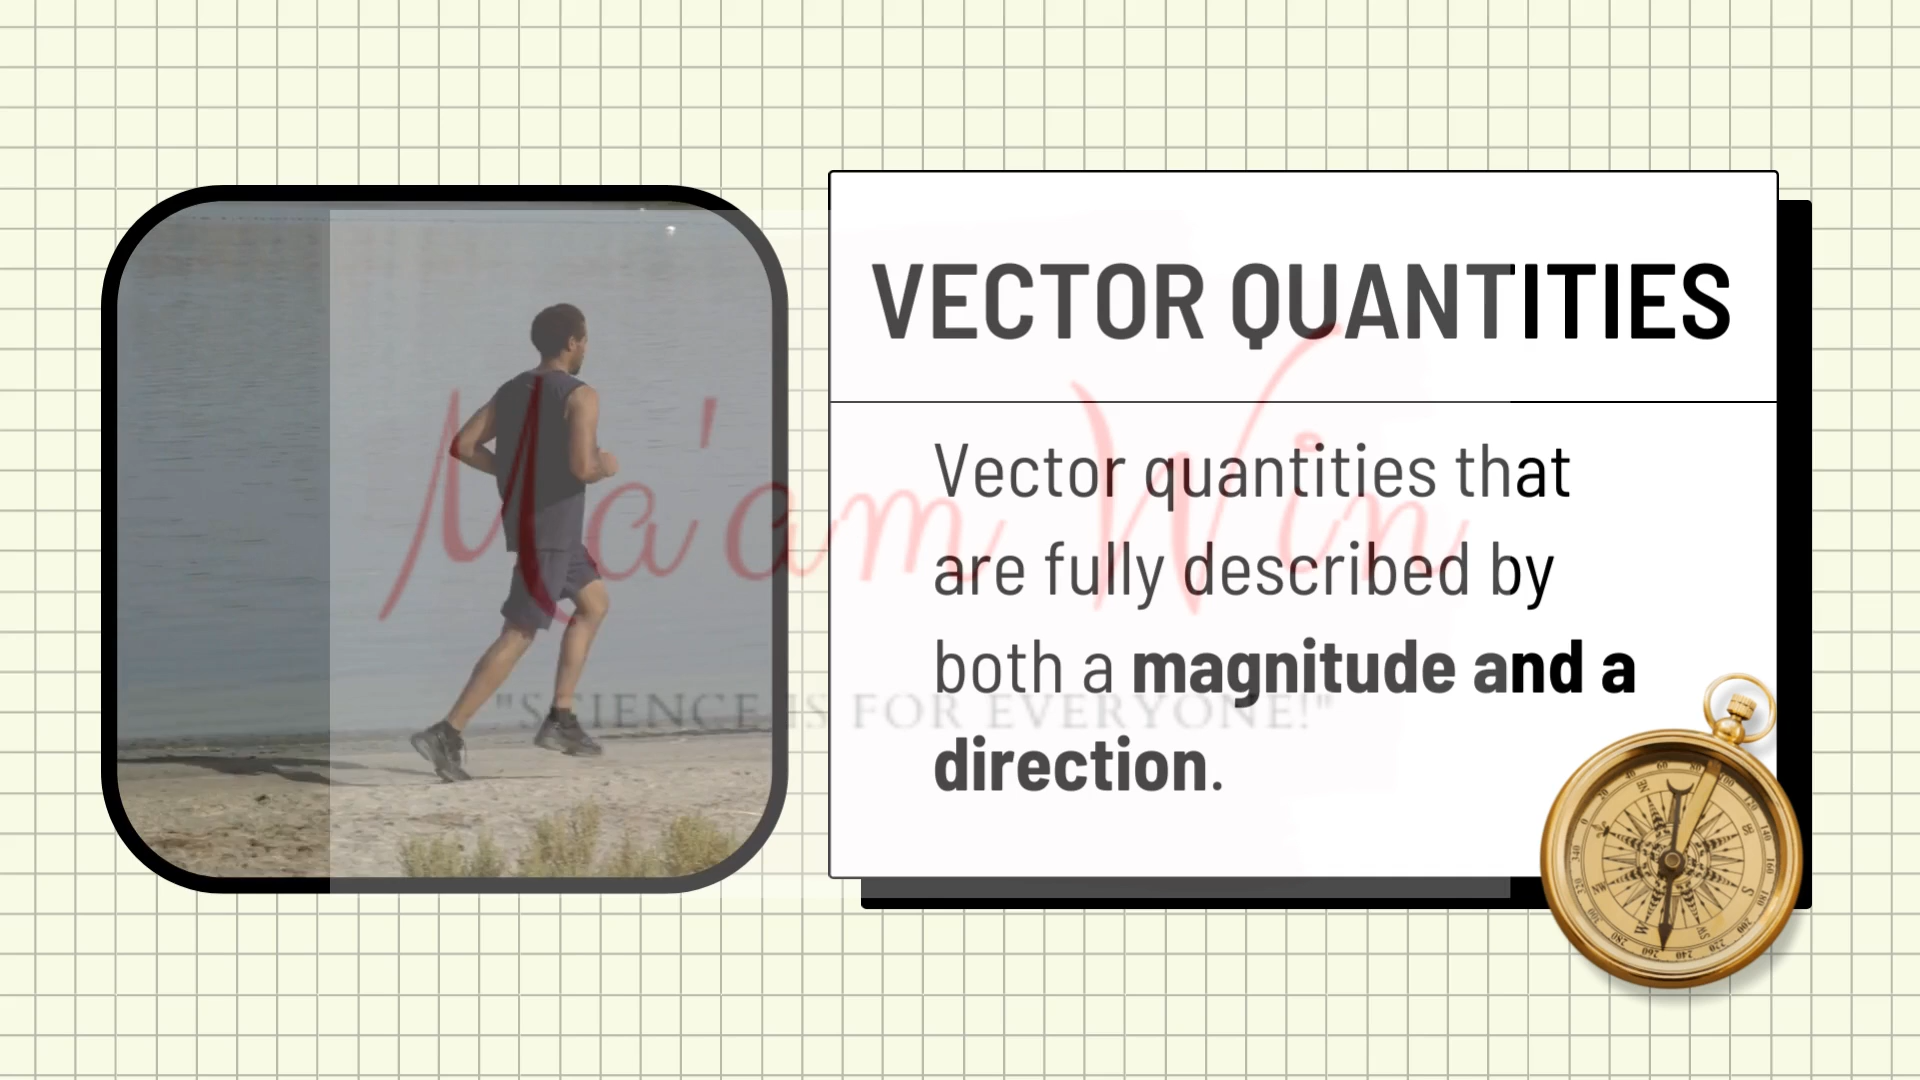 VECTOR QUANTITIES
Vector quantities that
are fully described by
both a magnitude and a
direction.
Ma'am Win
"SCIENCE IS FOR EVERYONE!"